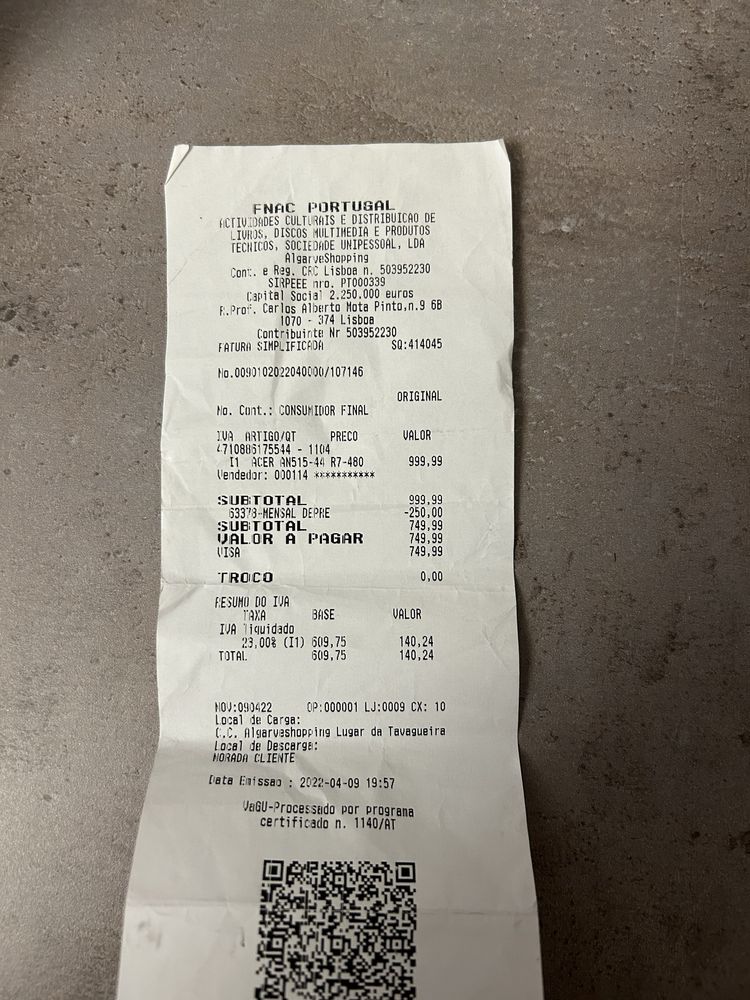 FNAC PORTUGAL
ACTIVIDADES CULTURAIS E DISTRIBUICAO DE
LIVROS, DISCOS MULTIMEDIA E PRODUTOS
TECNICOS, SOCIEDADE UNIPESSOAL, LDA
AlgarveShopping
Cont. e Reg. CRC Lisboa n. 503952230
SIRPEEE nro. PT000339
Capital Social 2.250.000 euros
R.Prof. Carlos Alberto Mota Pinto,n.9 6B
1070 - 374 Lisboa
Contribuinte Nr 503952230
FATURA SIMPLIFICADA SQ:414045
No.0090102022040000/107146
ORIGINAL
No. Cont.: CONSUMIDOR FINAL
IVA ARTIGO/QT PRECO VALOR
4710886175544 - 1104
I1 ACER AN515-44 R7-480 999,99
Vendedor: 000114 ***********
SUBTOTAL 999,99
63378-MENSAL DEPRE -250,00
SUBTOTAL 749,99
VALOR A PAGAR 749,99
VISA 749,99
TROCO 0,00
RESUMO DO IVA
TAXA BASE VALOR
IVA liquidado
23,00% (I1) 609,75 140,24
TOTAL 609,75 140,24
MOV:090422 OP:000001 LJ:0009 CX: 10
Local de Carga:
C.C. Algarveshopping Lugar da Tavagueira
Local de Descarga:
MORADA CLIENTE
Data Emissao : 2022-04-09 19:57
VaGU-Processado por programa
certificado n. 1140/AT